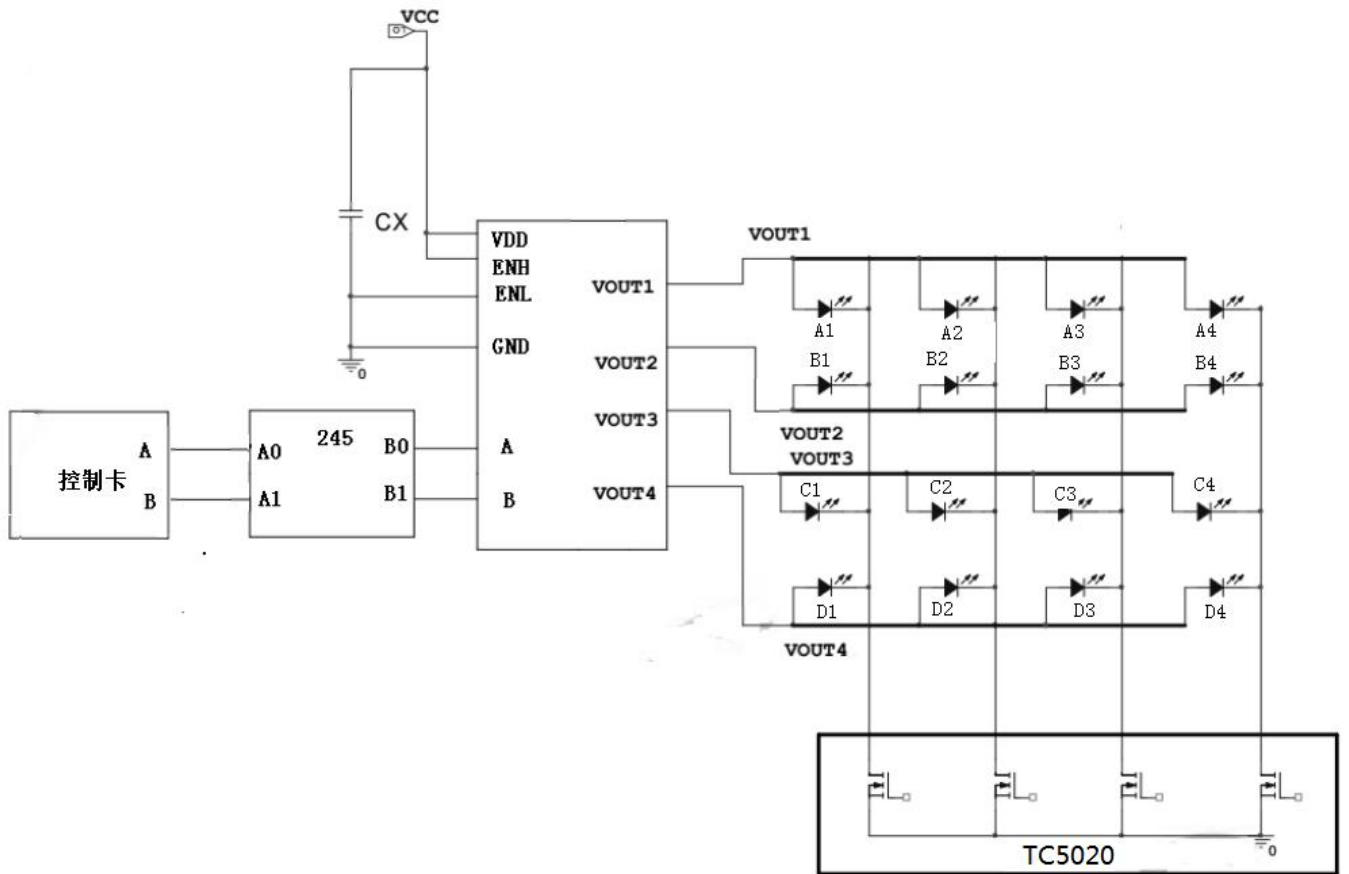 VCC
0
CX
0
VDD
ENH
ENL
GND
A
B
VOUT1
VOUT2
VOUT3
VOUT4
控制卡
A
B
245
A0
A1
B0
B1
VOUT1
A1
A2
A3
A4
B1
B2
B3
B4
VOUT2
VOUT3
C1
C2
C3
C4
D1
D2
D3
D4
VOUT4
0
TC5020